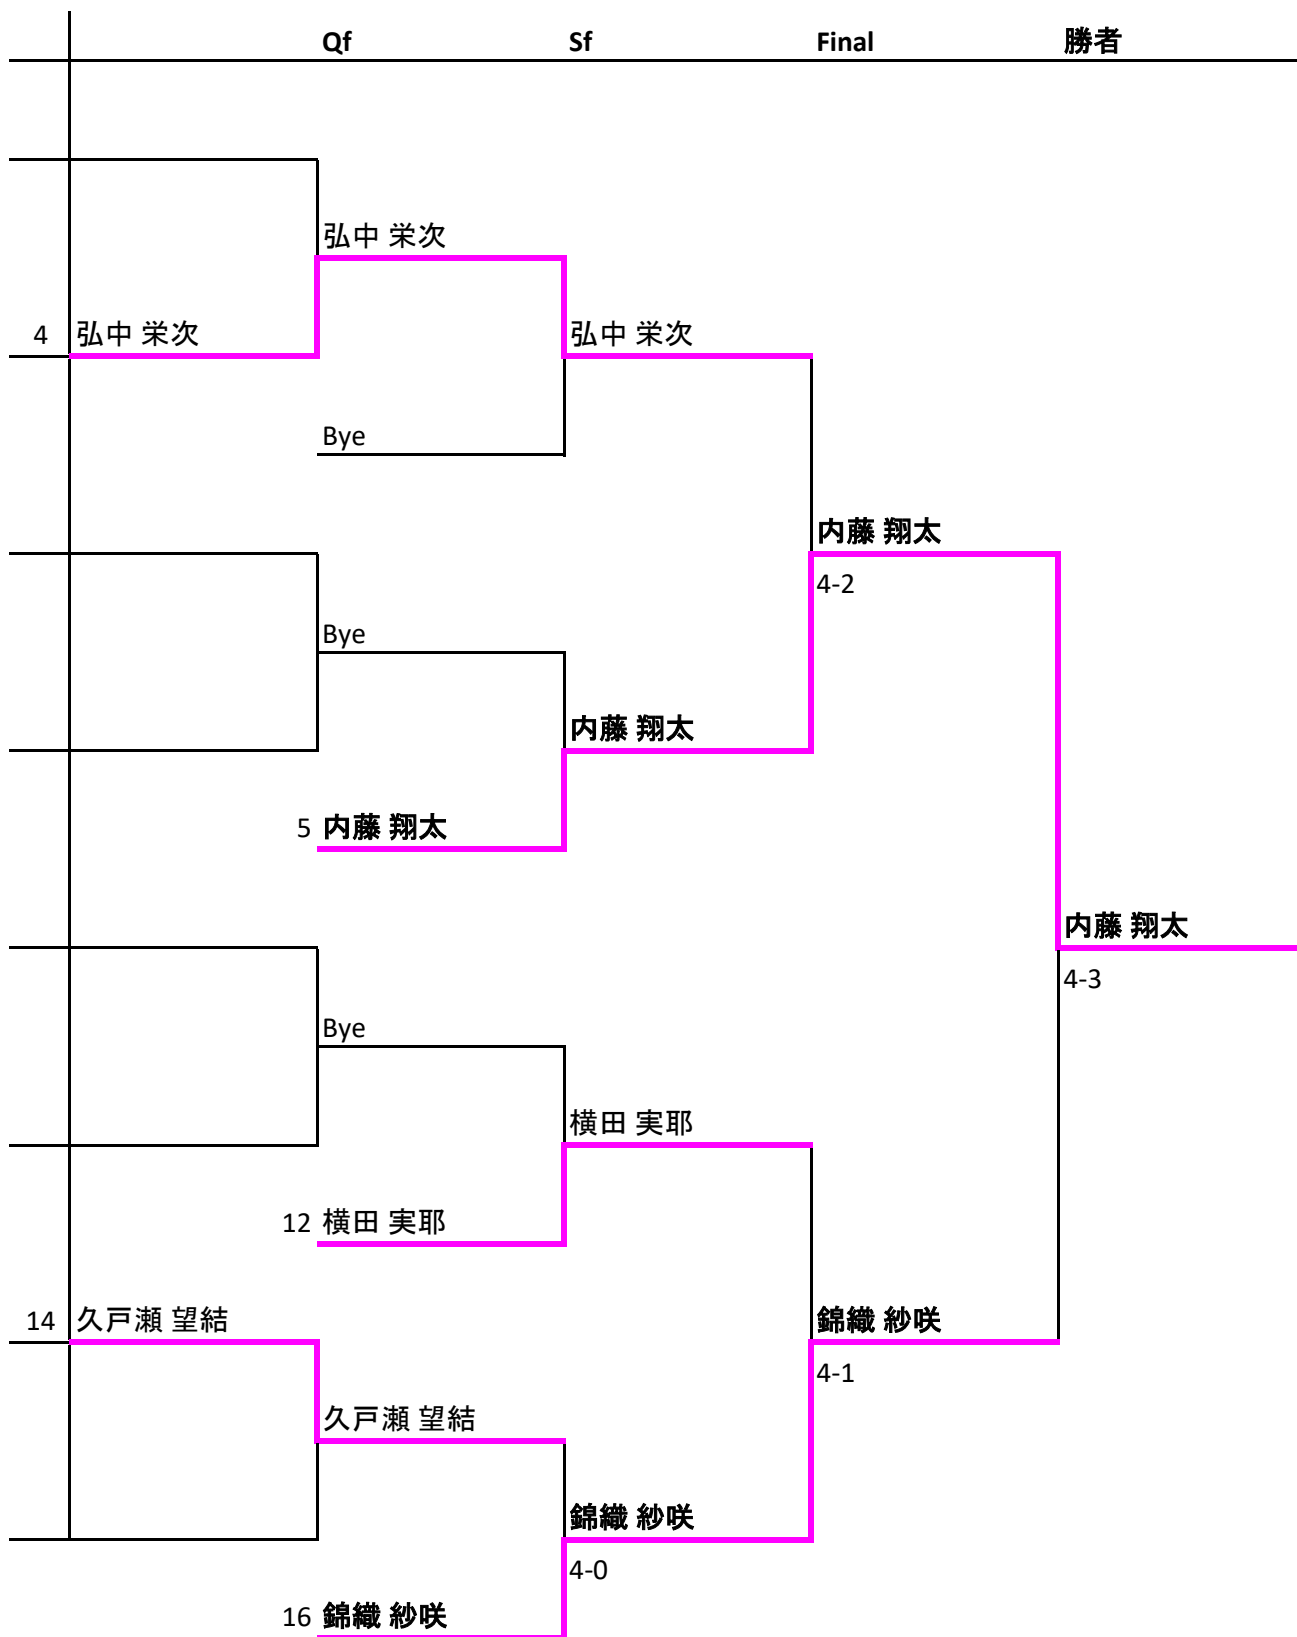 Qf Sf Final 勝者
弘中 栄次
4 弘中 栄次 弘中 栄次
Bye
内藤 翔太
4-2
Bye
内藤 翔太
5 内藤 翔太
内藤 翔太
4-3
Bye
横田 実耶
12 横田 実耶
14 久戸瀬 望結 錦織 紗咲
4-1
久戸瀬 望結
錦織 紗咲
4-0
16 錦織 紗咲